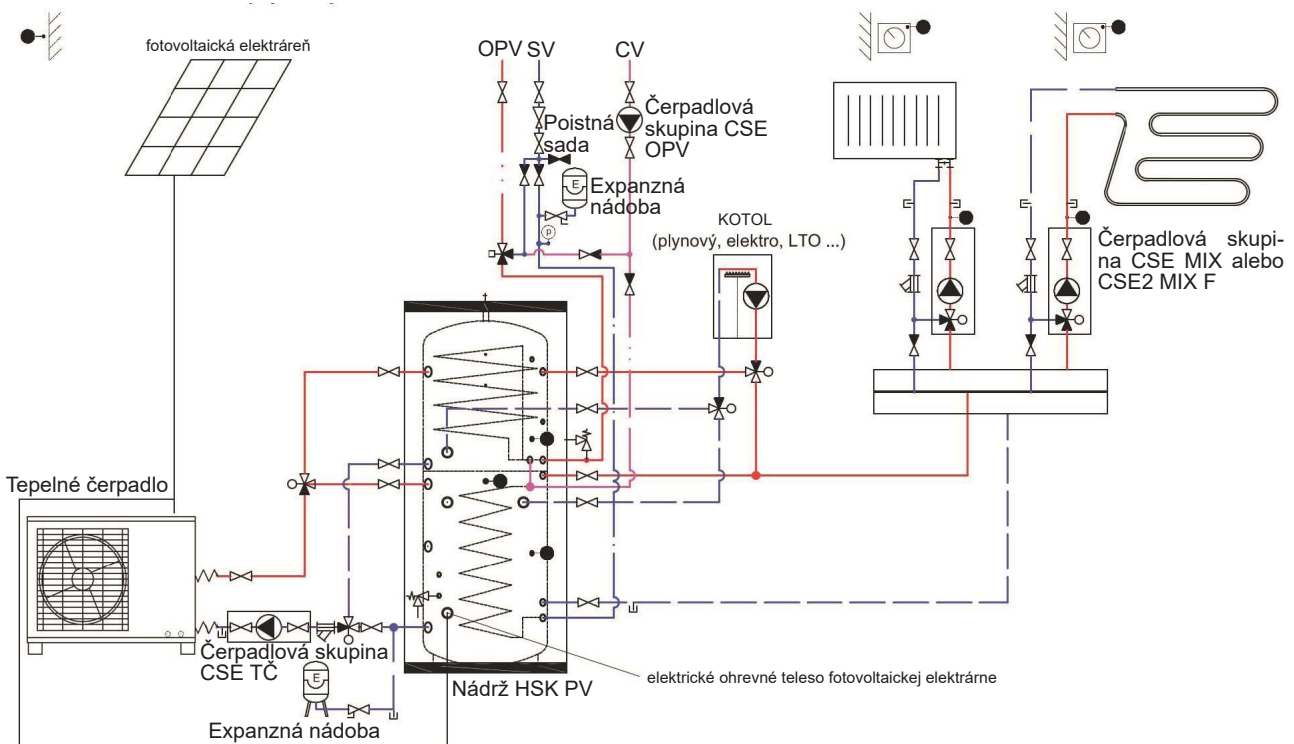 fotovoltaická elektráreň
OPV SV
CV
Čerpadlová
skupina CSE
OPV
Poistná
sada
E
Expanzná
nádoba
p
KOTOL
(plynový, elektro, LTO ...)
Čerpadlová skupi-
na CSE MIX alebo
CSE2 MIX F
Tepelné čerpadlo
Čerpadlová skupina
CSE TČ
E
Expanzná nádoba
Nádrž HSK PV
elektrické ohrevné teleso fotovoltaickej elektrárne